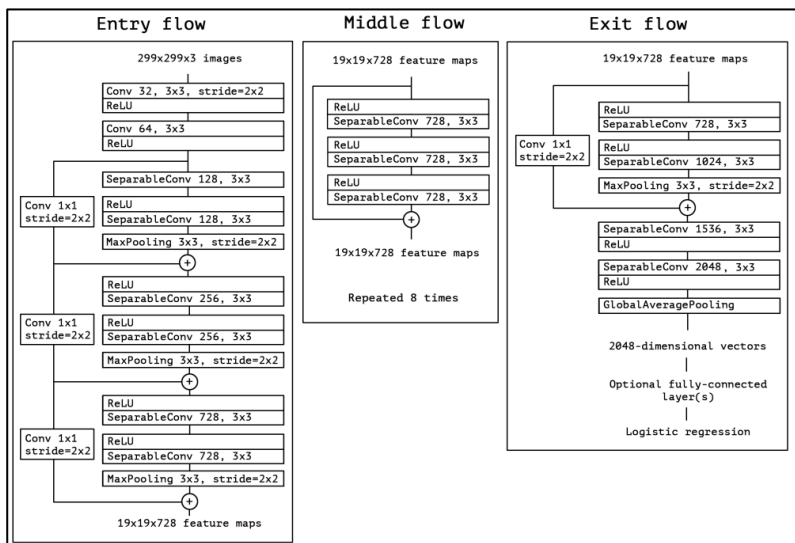 Entry flow
299x299x3 images
Conv 32, 3x3, stride=2x2
ReLU
Conv 64, 3x3
ReLU
Conv 1x1
stride=2x2
SeparableConv 128, 3x3
ReLU
SeparableConv 128, 3x3
MaxPooling 3x3, stride=2x2
+
Conv 1x1
stride=2x2
ReLU
SeparableConv 256, 3x3
ReLU
SeparableConv 256, 3x3
MaxPooling 3x3, stride=2x2
+
Conv 1x1
stride=2x2
ReLU
SeparableConv 728, 3x3
ReLU
SeparableConv 728, 3x3
MaxPooling 3x3, stride=2x2
+
19x19x728 feature maps
Middle flow
19x19x728 feature maps
ReLU
SeparableConv 728, 3x3
ReLU
SeparableConv 728, 3x3
ReLU
SeparableConv 728, 3x3
+
19x19x728 feature maps
Repeated 8 times
Exit flow
19x19x728 feature maps
Conv 1x1
stride=2x2
ReLU
SeparableConv 728, 3x3
ReLU
SeparableConv 1024, 3x3
MaxPooling 3x3, stride=2x2
+
SeparableConv 1536, 3x3
ReLU
SeparableConv 2048, 3x3
ReLU
GlobalAveragePooling
2048-dimensional vectors
Optional fully-connected
layer(s)
Logistic regression